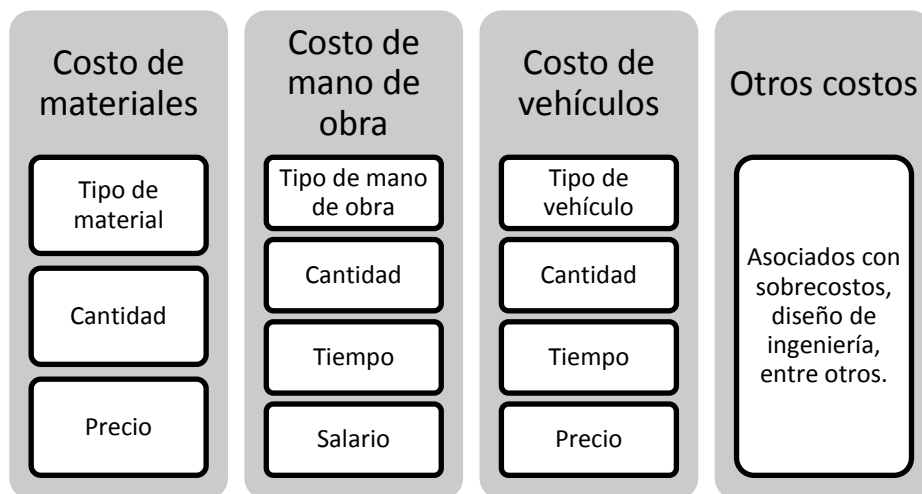 Costo de
materiales
Tipo de
material
Cantidad
Precio
Costo de
mano de
obra
Tipo de mano
de obra
Cantidad
Tiempo
Salario
Costo de
vehículos
Tipo de
vehículo
Cantidad
Tiempo
Precio
Otros costos
Asociados con
sobrecostos,
diseño de
ingeniería,
entre otros.